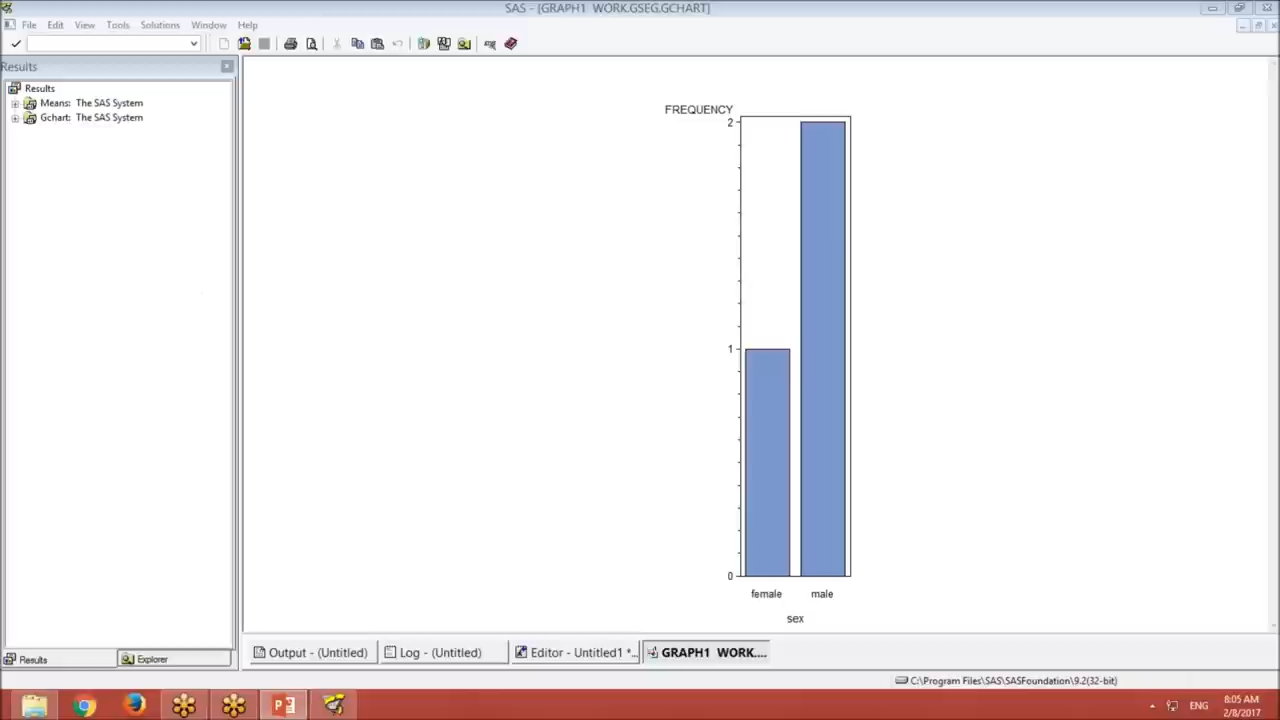 SAS - [GRAPH1 WORK.GSEG.GCHART]
File Edit View Tools Solutions Window Help
Results
Results
Means: The SAS System
Gchart: The SAS System
FREQUENCY
2
1
0
female male
sex
Results Explorer
Output - (Untitled) Log - (Untitled) Editor - Untitled1 *... GRAPH1 WORK....
C:\Program Files\SAS\SASFoundation\9.2(32-bit)
ENG
8:05 AM
2/8/2017